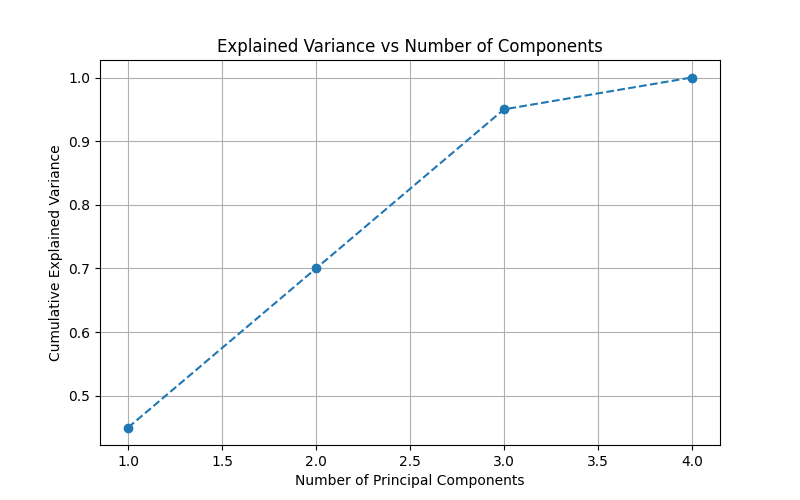 Explained Variance vs Number of Components
1.0
0.9
0.8
0.7
0.6
0.5
Cumulative Explained Variance
1.0 1.5 2.0 2.5 3.0 3.5 4.0
Number of Principal Components